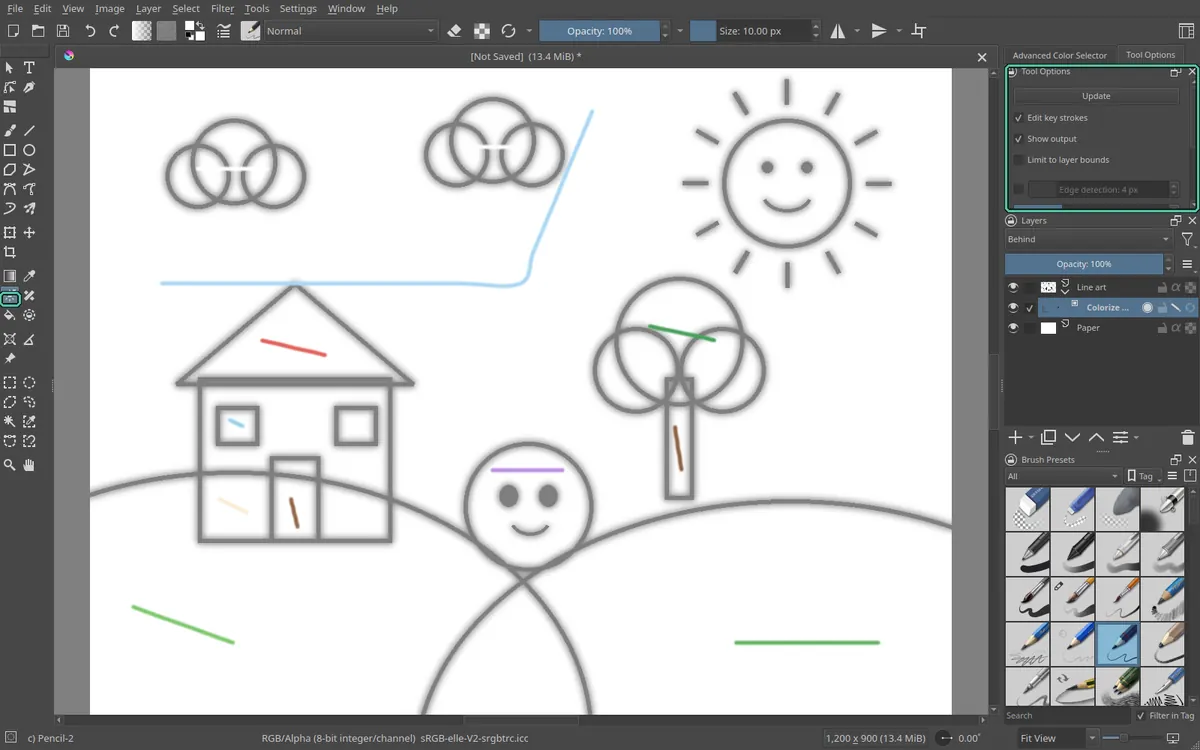 File Edit View Image Layer Select Filter Tools Settings Window Help
Normal
Opacity: 100%
Size: 10.00 px
[Not Saved] (13.4 MiB) *
Advanced Color Selector
Tool Options
Tool Options
Update
Edit key strokes
Show output
Limit to layer bounds
Edge detection: 4 px
Layers
Behind
Opacity: 100%
Line art
Colorize ...
Paper
Brush Presets
All
Tag
Search
Filter in Tag
c) Pencil-2
RGB/Alpha (8-bit integer/channel) sRGB-elle-V2-srgbtrc.icc
1,200 x 900 (13.4 MiB)
0.00°
Fit View